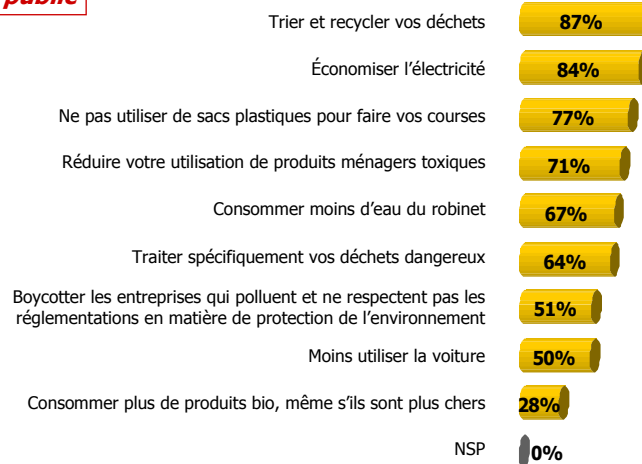 public
Trier et recycler vos déchets 87%
Économiser l’électricité 84%
Ne pas utiliser de sacs plastiques pour faire vos courses 77%
Réduire votre utilisation de produits ménagers toxiques 71%
Consommer moins d’eau du robinet 67%
Traiter spécifiquement vos déchets dangereux 64%
Boycotter les entreprises qui polluent et ne respectent pas les
réglementations en matière de protection de l’environnement 51%
Moins utiliser la voiture 50%
Consommer plus de produits bio, même s’ils sont plus chers 28%
NSP 0%